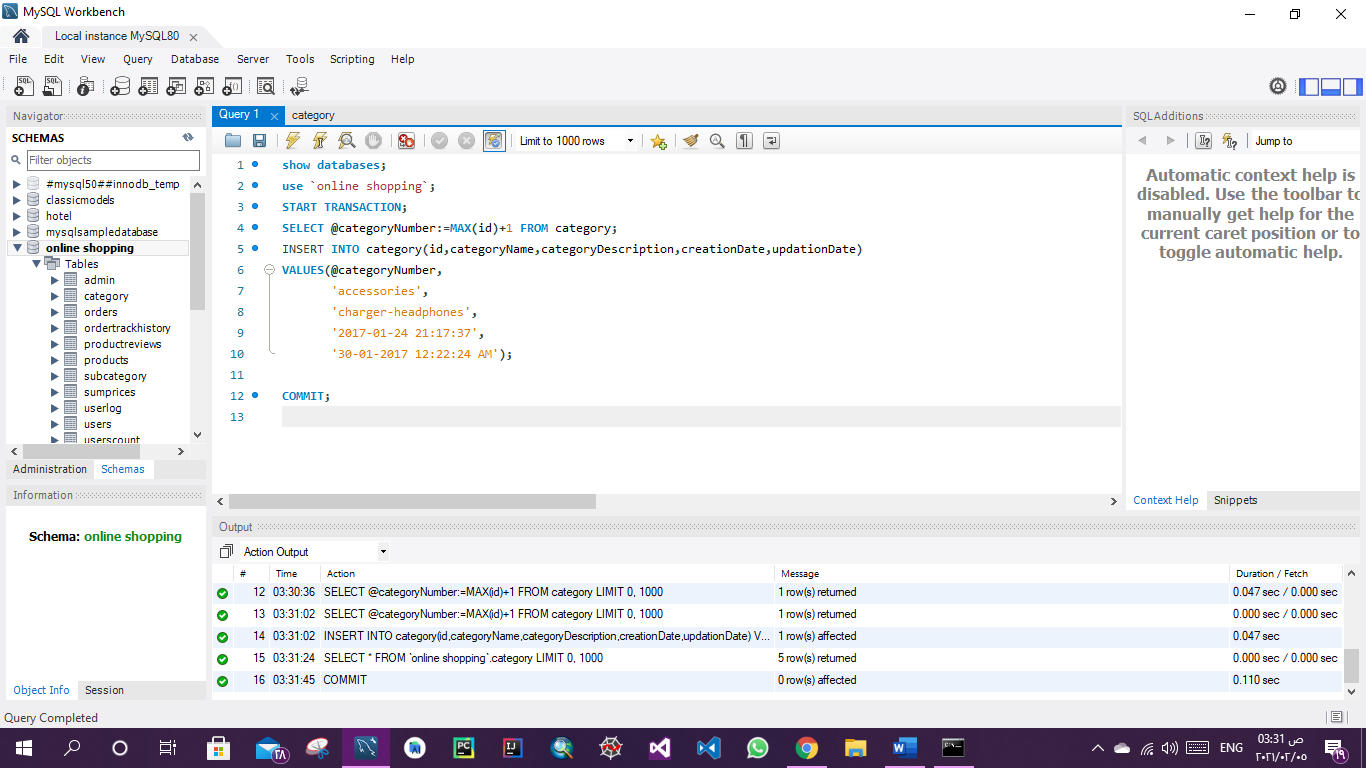 MySQL Workbench
Local instance MySQL80
File Edit View Query Database Server Tools Scripting Help
Navigator
SCHEMAS
Filter objects
#mysql50##innodb_temp
classicmodels
hotel
mysqlsampledatabase
online shopping
Tables
admin
category
orders
ordertrackhistory
productreviews
products
subcategory
sumprices
userlog
users
userscount
Administration Schemas
Information
Schema: online shopping
Object Info Session
Query 1 category
Limit to 1000 rows
1 show databases;
2 use `online shopping`;
3 START TRANSACTION;
4 SELECT @categoryNumber:=MAX(id)+1 FROM category;
5 INSERT INTO category(id,categoryName,categoryDescription,creationDate,updationDate)
6 VALUES(@categoryNumber,
7 'accessories',
8 'charger-headphones',
9 '2017-01-24 21:17:37',
10 '30-01-2017 12:22:24 AM');
11
12 COMMIT;
13
SQLAdditions
Jump to
Automatic context help is
disabled. Use the toolbar to
manually get help for the
current caret position or to
toggle automatic help.
Context Help Snippets
Output
Action Output
# Time Action Message Duration / Fetch
12 03:30:36 SELECT @categoryNumber:=MAX(id)+1 FROM category LIMIT 0, 1000 1 row(s) returned 0.047 sec / 0.000 sec
13 03:31:02 SELECT @categoryNumber:=MAX(id)+1 FROM category LIMIT 0, 1000 1 row(s) returned 0.000 sec / 0.000 sec
14 03:31:02 INSERT INTO category(id,categoryName,categoryDescription,creationDate,updationDate) V... 1 row(s) affected 0.047 sec
15 03:31:24 SELECT * FROM `online shopping`.category LIMIT 0, 1000 5 row(s) returned 0.000 sec / 0.000 sec
16 03:31:45 COMMIT 0 row(s) affected 0.110 sec
Query Completed
٢٨
PC
IJ
W
ENG
03:31 ص
٢٠٢١/٠٢/٠٥
١٩